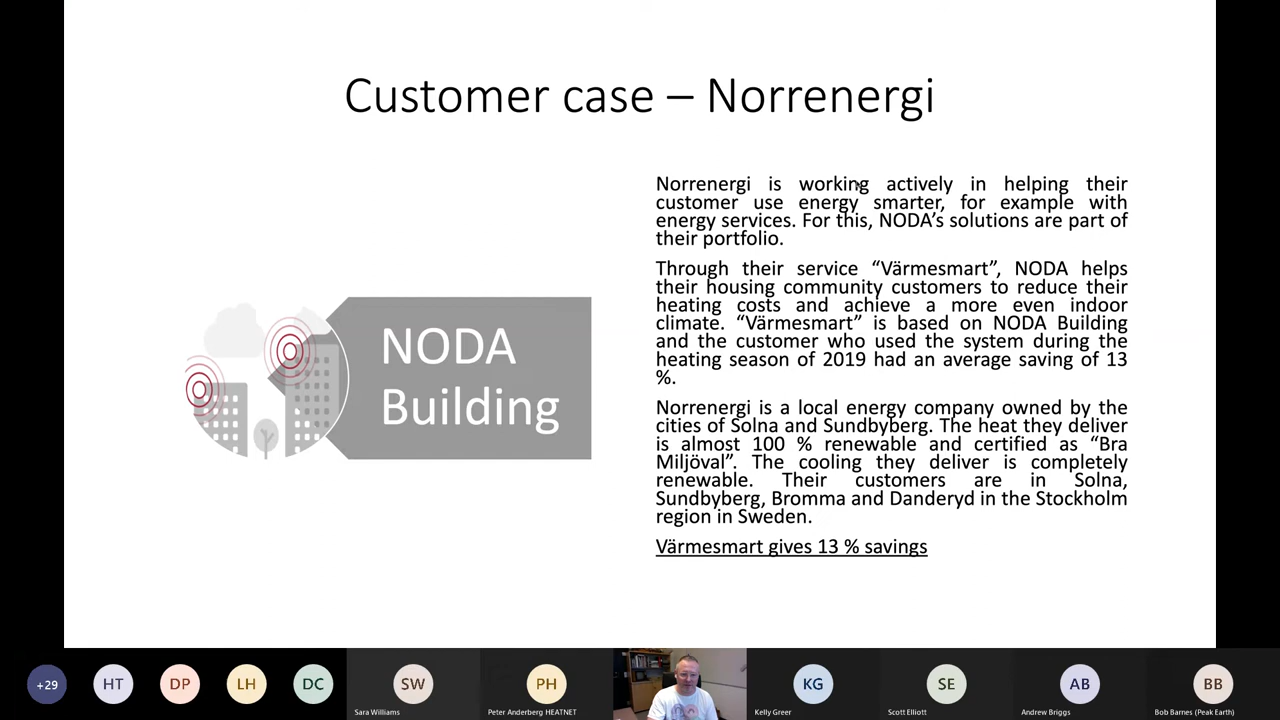 Customer case – Norrenergi
NODA
Building
Norrenergi is working actively in helping their
customer use energy smarter, for example with
energy services. For this, NODA’s solutions are part of
their portfolio.
Through their service “Värmesmart”, NODA helps
their housing community customers to reduce their
heating costs and achieve a more even indoor
climate. “Värmesmart” is based on NODA Building
and the customer who used the system during the
heating season of 2019 had an average saving of 13
%.
Norrenergi is a local energy company owned by the
cities of Solna and Sundbyberg. The heat they deliver
is almost 100 % renewable and certified as “Bra
Miljöval”. The cooling they deliver is completely
renewable. Their customers are in Solna,
Sundbyberg, Bromma and Danderyd in the Stockholm
region in Sweden.
Värmesmart gives 13 % savings
+29
HT
DP
LH
DC
SW
Sara Williams
PH
Peter Anderberg HEATNET
KG
Kelly Greer
SE
Scott Elliott
AB
Andrew Briggs
BB
Bob Barnes (Peak Earth)